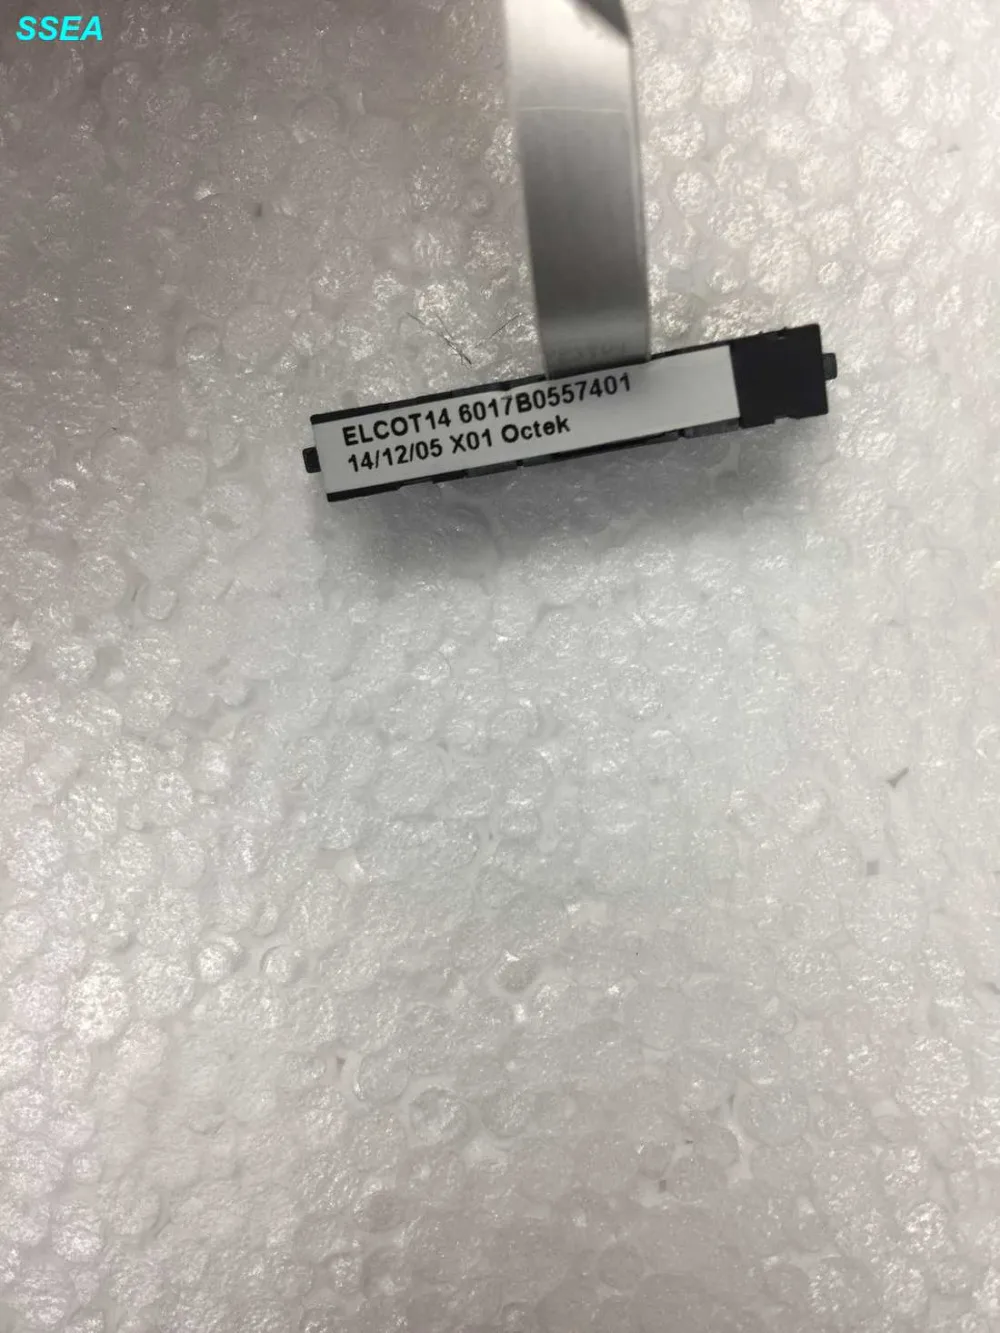 SSEA
ELCOT14 6017B0557401
14/12/05 X01 Octek